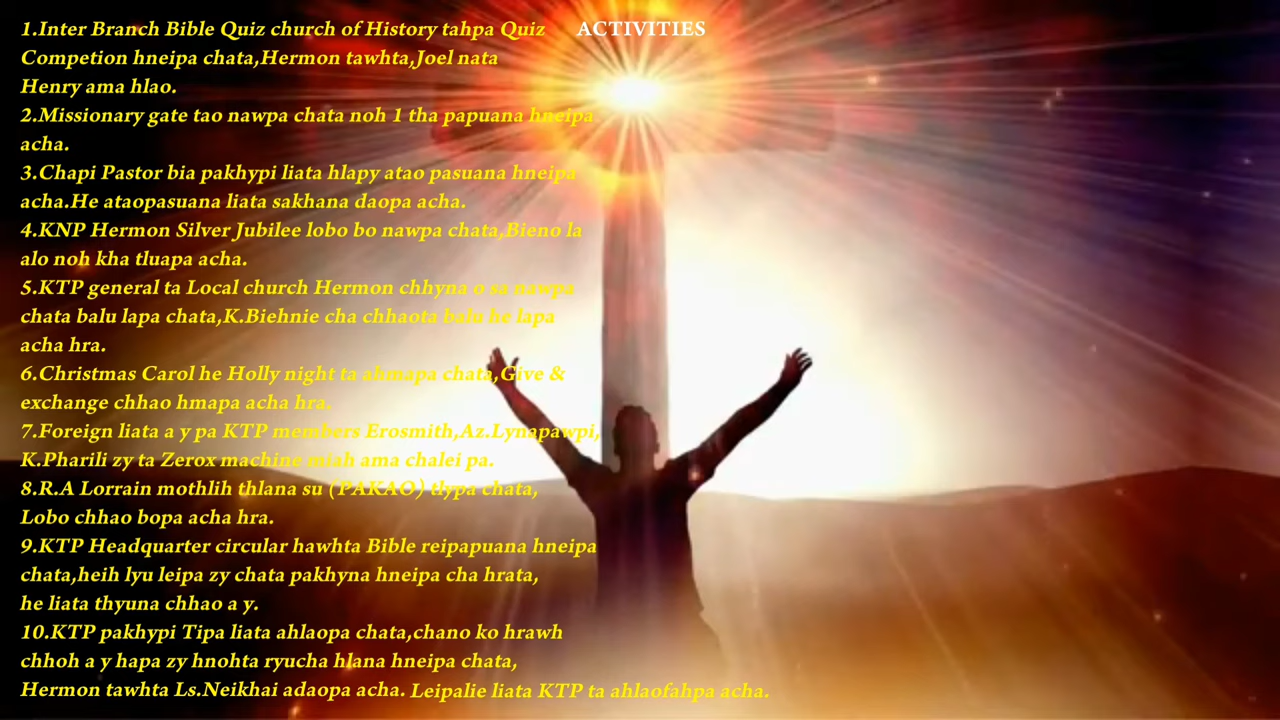 ACTIVITIES
1.Inter Branch Bible Quiz church of History tahpa Quiz
Competion hneipa chata,Hermon tawhta,Joel nata
Henry ama hlao.
2.Missionary gate tao nawpa chata noh 1 tha papuana hneipa
acha.
3.Chapi Pastor bia pakhypi liata hlapy atao pasuana hneipa
acha.He ataopasuana liata sakhana daopa acha.
4.KNP Hermon Silver Jubilee lobo bo nawpa chata,Bieno la
alo noh kha tluapa acha.
5.KTP general ta Local church Hermon chhyna o sa nawpa
chata balu lapa chata,K.Biehnie cha chhaota balu he lapa
acha hra.
6.Christmas Carol he Holly night ta ahmapa chata,Give &
exchange chhao hmapa acha hra.
7.Foreign liata a y pa KTP members Erosmith,Az.Lynapawpi,
K.Pharili zy ta Zerox machine miah ama chalei pa.
8.R.A Lorrain mothlih thlana su (PAKAO) tlypa chata,
Lobo chhao bopa acha hra.
9.KTP Headquarter circular hawhta Bible reipapuana hneipa
chata,heih lyu leipa zy chata pakhyna hneipa cha hrata,
he liata thyuna chhao a y.
10.KTP pakhypi Tipa liata ahlaopa chata,chano ko hrawh
chhoh a y hapa zy hnohta ryucha hlana hneipa chata,
Hermon tawhta Ls.Neikhai adaopa acha. Leipalie liata KTP ta ahlaofahpa acha.